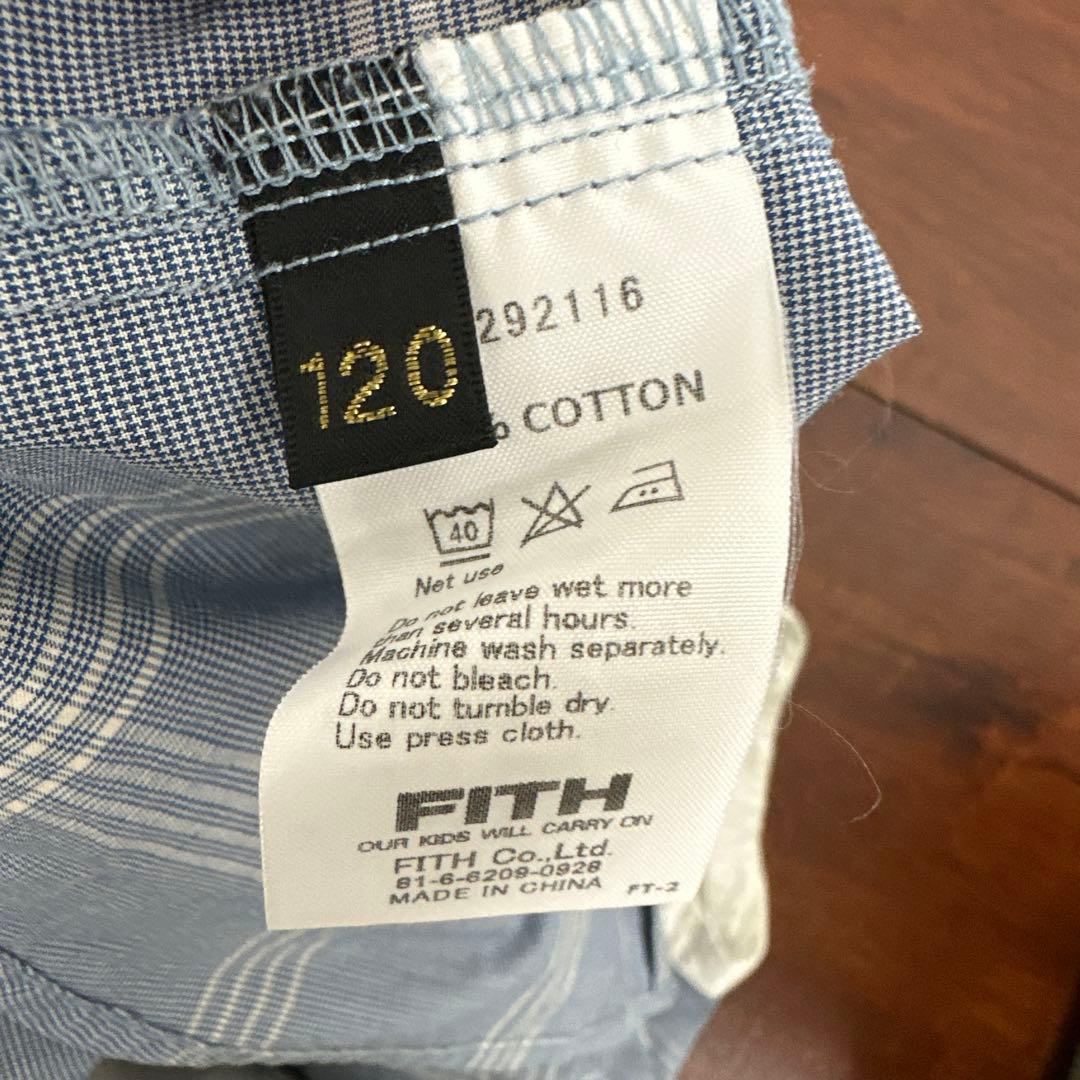 120
292116
% COTTON
40
Net use
Do not leave wet more
than several hours.
Machine wash separately.
Do not bleach.
Do not tumble dry.
Use press cloth.
FITH
OUR KIDS WILL CARRY ON
FITH Co.,Ltd.
81-6-6209-0928
MADE IN CHINA FT-2